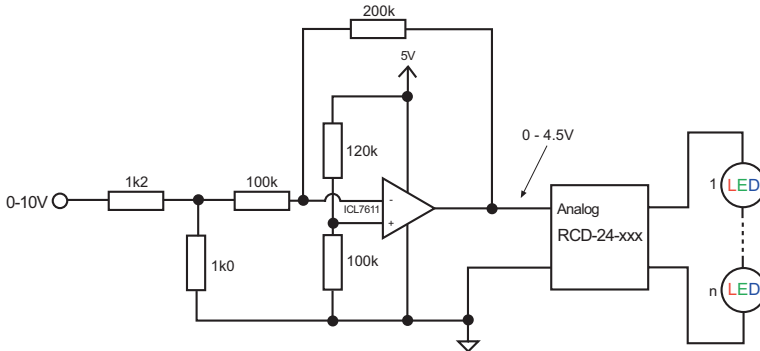 200k
5V
0 - 4.5V
120k
1k2
100k
0-10V
-
ICL7611
+
1k0
100k
Analog
RCD-24-xxx
1
LED
n
LED